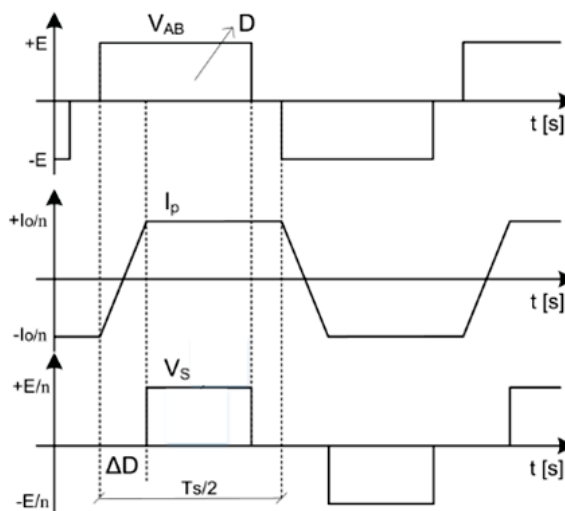 +E
V_AB
D
t [s]
-E
+Io/n
I_p
t [s]
-Io/n
+E/n
V_S
t [s]
ΔD
Ts/2
-E/n